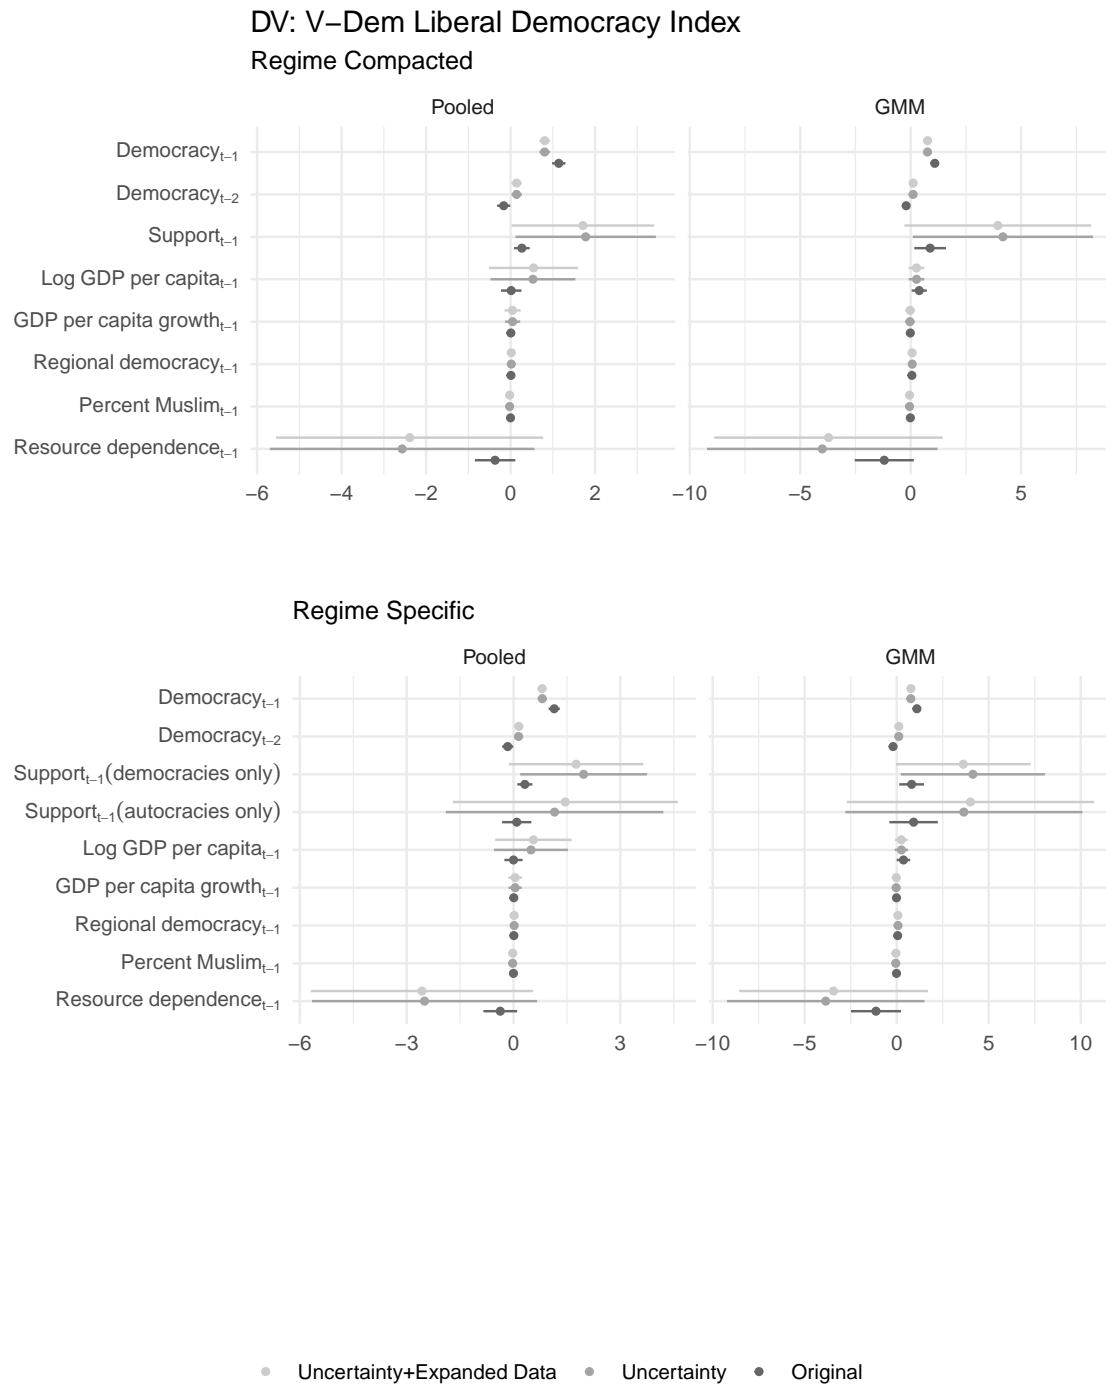 DV: V−Dem Liberal Democracy Index
Regime Compacted
Pooled GMM
Democracyt−1
Democracyt−2
Supportt−1
Log GDP per capitat−1
GDP per capita growtht−1
Regional democracyt−1
Percent Muslimt−1
Resource dependencet−1
−6 −4 −2 0 2 −10 −5 0 5
Regime Specific
Pooled GMM
Democracyt−1
Democracyt−2
Supportt−1(democracies only)
Supportt−1(autocracies only)
Log GDP per capitat−1
GDP per capita growtht−1
Regional democracyt−1
Percent Muslimt−1
Resource dependencet−1
−6 −3 0 3 −10 −5 0 5 10
Uncertainty+Expanded Data Uncertainty Original